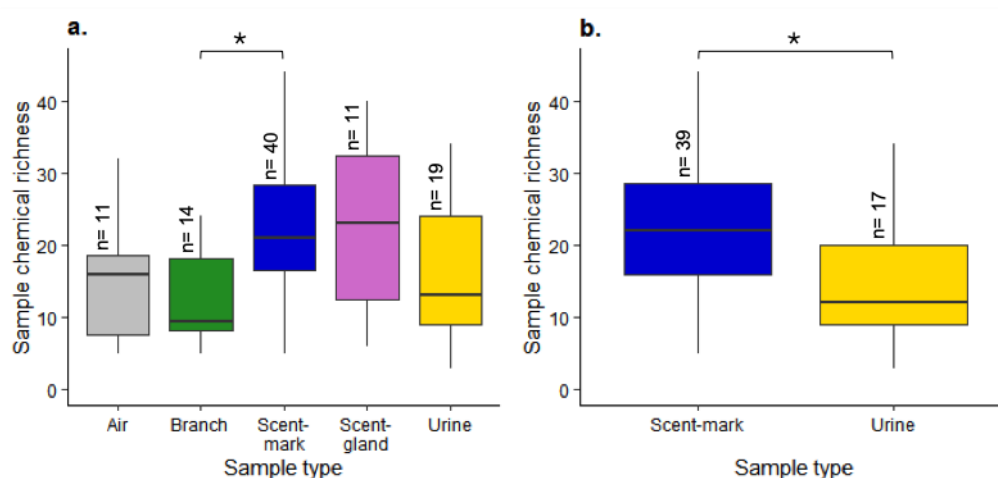 a.
*
Sample chemical richness
40
30
20
10
0
n= 11
n= 14
n= 40
n= 11
n= 19
Air
Branch
Scent-
mark
Scent-
gland
Urine
Sample type
b.
*
Sample chemical richness
40
30
20
10
0
n= 39
n= 17
Scent-mark
Urine
Sample type